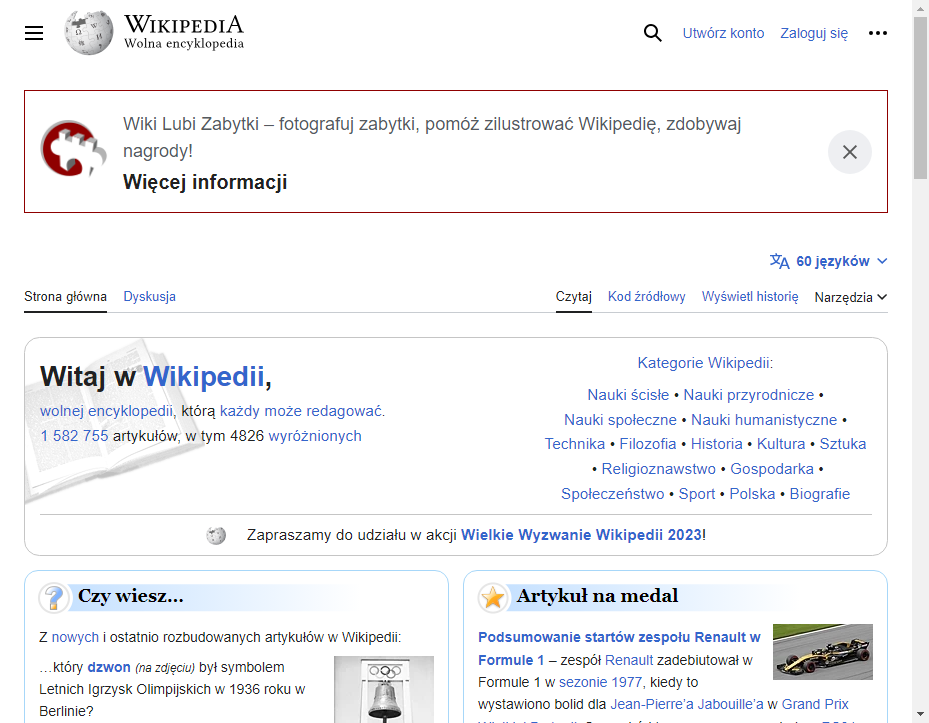 WIKIPEDIA
Wolna encyklopedia
Utwórz konto Zaloguj się
Wiki Lubi Zabytki – fotografuj zabytki, pomóż zilustrować Wikipedię, zdobywaj
nagrody!
Więcej informacji
60 języków
Strona główna Dyskusja Czytaj Kod źródłowy Wyświetl historię Narzędzia
Witaj w Wikipedii,
wolnej encyklopedii, którą każdy może redagować.
1 582 755 artykułów, w tym 4826 wyróżnionych
Kategorie Wikipedii:
Nauki ścisłe • Nauki przyrodnicze •
Nauki społeczne • Nauki humanistyczne •
Technika • Filozofia • Historia • Kultura • Sztuka
• Religioznawstwo • Gospodarka •
Społeczeństwo • Sport • Polska • Biografie
Zapraszamy do udziału w akcji Wielkie Wyzwanie Wikipedii 2023!
Czy wiesz…
Z nowych i ostatnio rozbudowanych artykułów w Wikipedii:
…który dzwon (na zdjęciu) był symbolem
Letnich Igrzysk Olimpijskich w 1936 roku w
Berlinie?
Artykuł na medal
Podsumowanie startów zespołu Renault w
Formule 1 – zespół Renault zadebiutował w
Formule 1 w sezonie 1977, kiedy to
wystawiono bolid dla Jean-Pierre'a Jabouille'a w Grand Prix